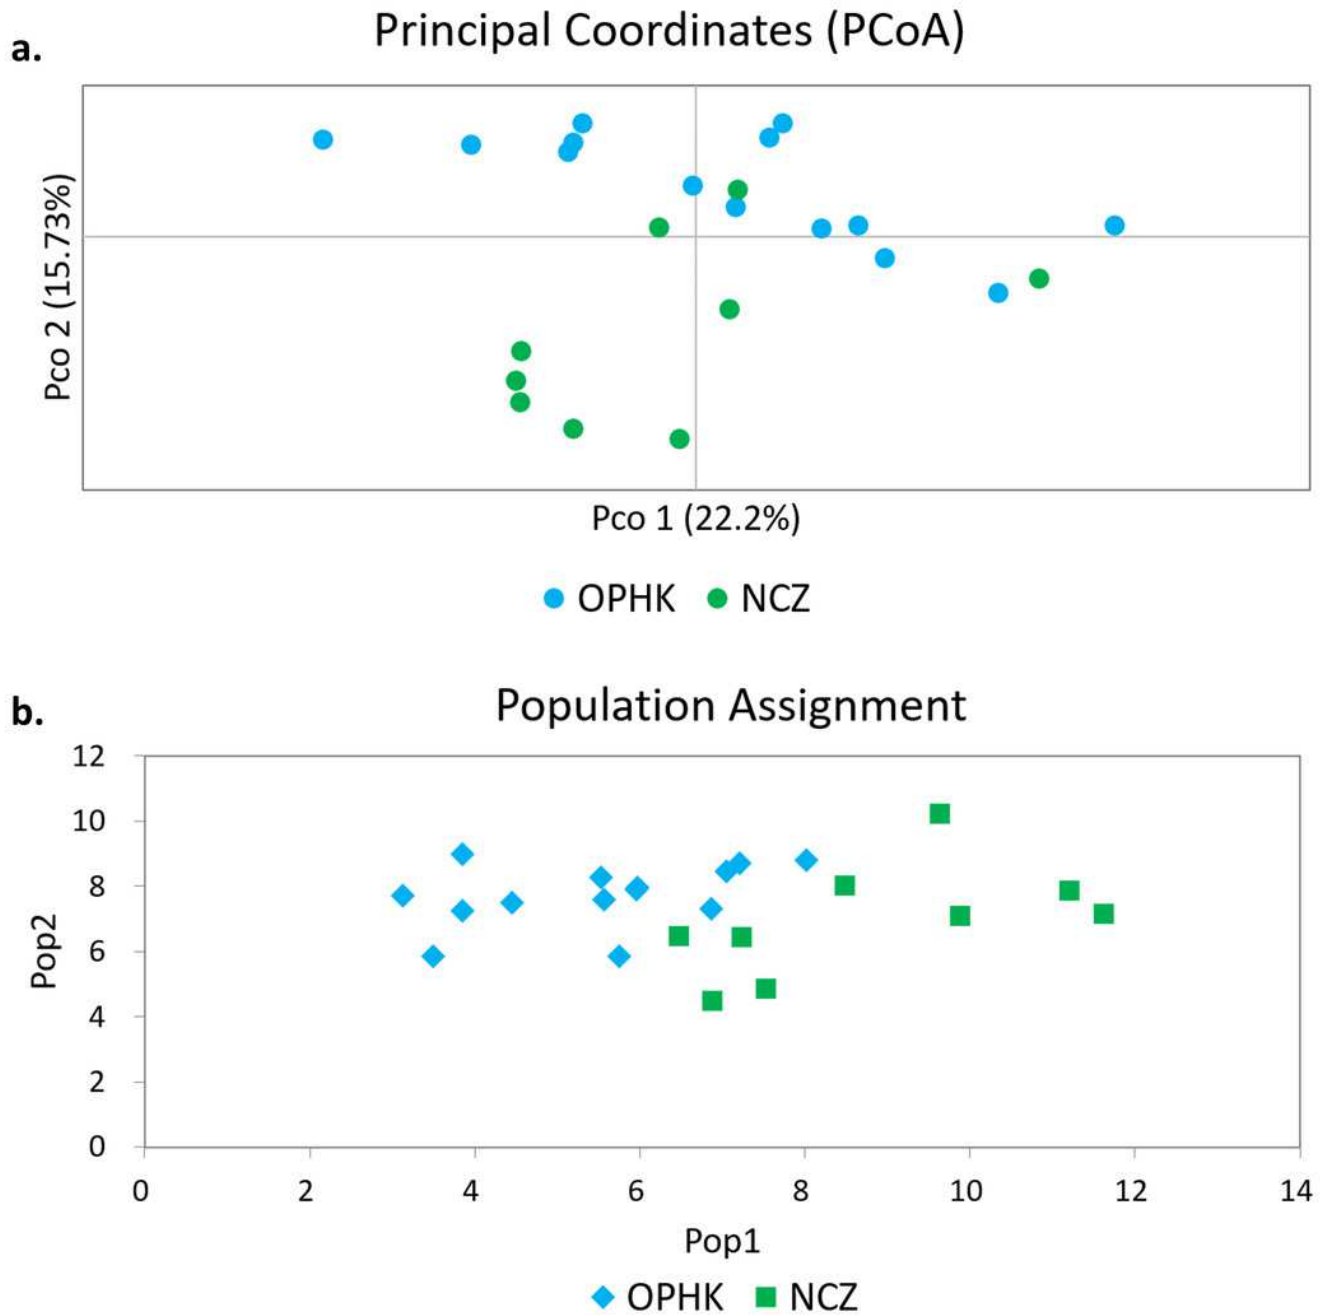 a.
Principal Coordinates (PCoA)
Pco 2 (15.73%)
Pco 1 (22.2%)
OPHK NCZ
b.
Population Assignment
12
10
8
6
4
2
0
Pop2
0 2 4 6 8 10 12 14
Pop1
OPHK NCZ